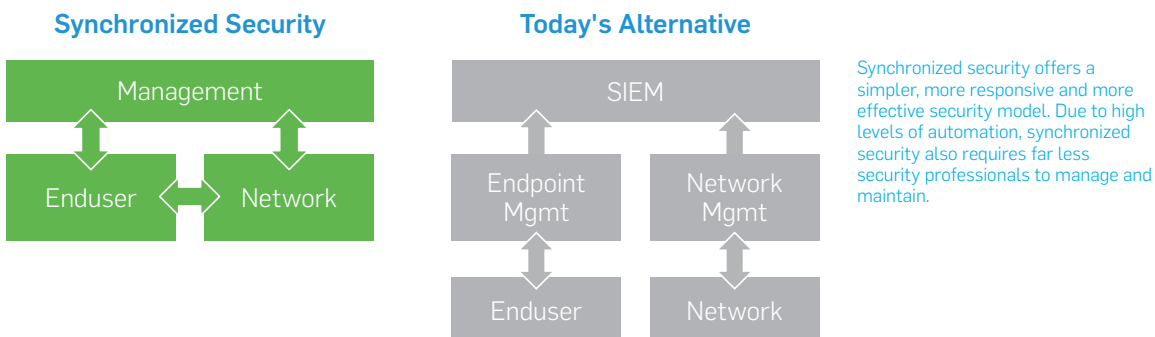 Synchronized Security
Management
Enduser
Network
Today's Alternative
SIEM
Endpoint
Mgmt
Network
Mgmt
Enduser
Network
Synchronized security offers a
simpler, more responsive and more
effective security model. Due to high
levels of automation, synchronized
security also requires far less
security professionals to manage and
maintain.